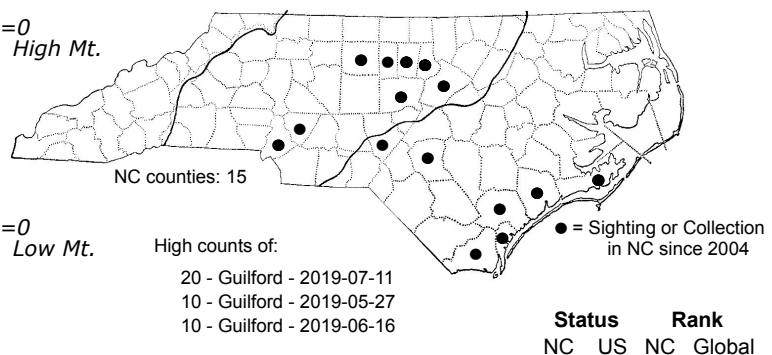 =0
High Mt.
NC counties: 15
=0
Low Mt.
High counts of:
20 - Guilford - 2019-07-11
10 - Guilford - 2019-05-27
10 - Guilford - 2019-06-16
● = Sighting or Collection
in NC since 2004
Status Rank
NC US NC Global